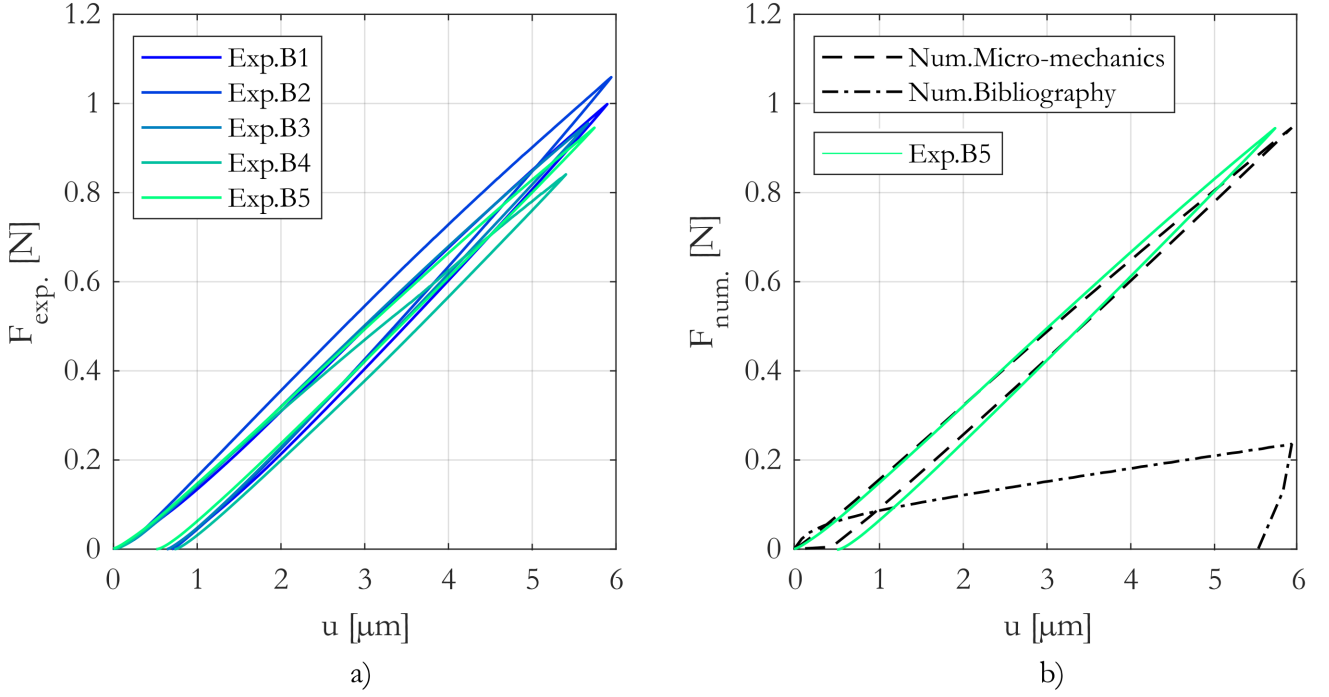 1.2
1
0.8
0.6
0.4
0.2
0
F exp. [N]
Exp.B1
Exp.B2
Exp.B3
Exp.B4
Exp.B5
0 1 2 3 4 5 6
u [μm]
a)
1.2
1
0.8
0.6
0.4
0.2
0
F num. [N]
Num.Micro-mechanics
Num.Bibliography
Exp.B5
0 1 2 3 4 5 6
u [μm]
b)